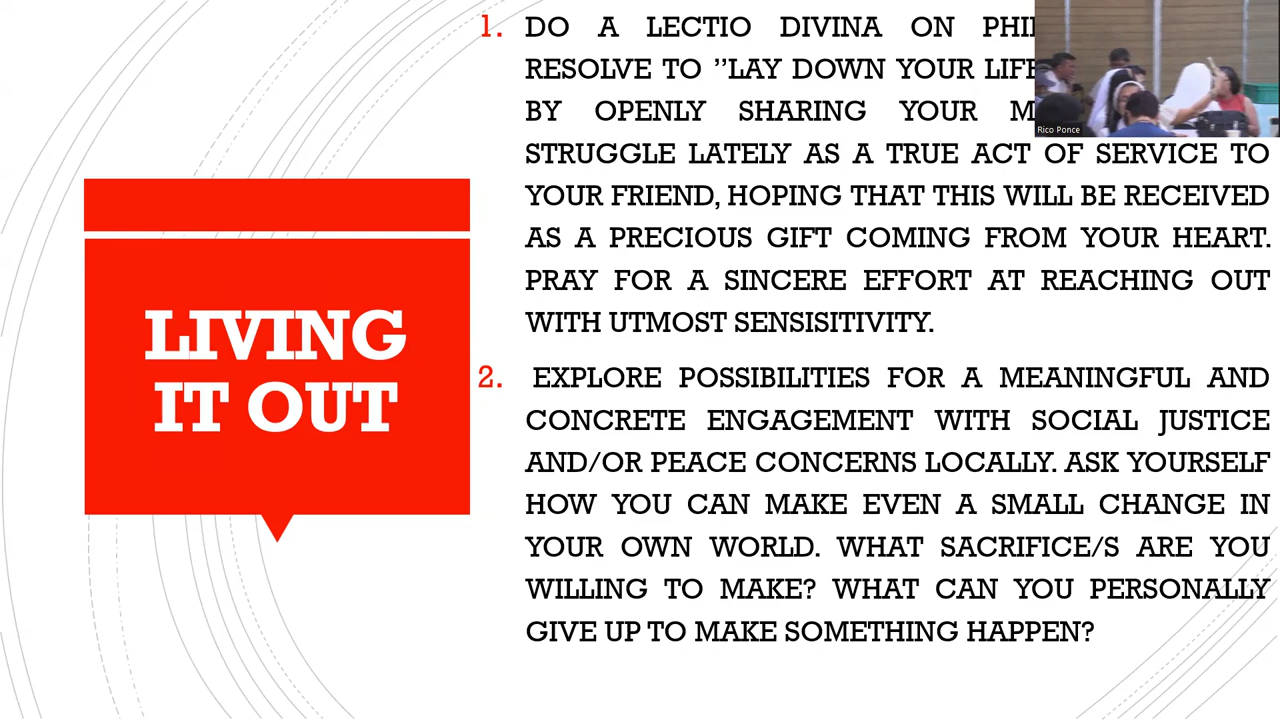 LIVING
IT OUT
1. DO A LECTIO DIVINA ON
RESOLVE TO ”LAY DOWN YOUR LIFE
BY OPENLY SHARING YOUR
STRUGGLE LATELY AS A TRUE ACT OF SERVICE TO
YOUR FRIEND, HOPING THAT THIS WILL BE RECEIVED
AS A PRECIOUS GIFT COMING FROM YOUR HEART.
PRAY FOR A SINCERE EFFORT AT REACHING OUT
WITH UTMOST SENSISITIVITY.
2. EXPLORE POSSIBILITIES FOR A MEANINGFUL AND
CONCRETE ENGAGEMENT WITH SOCIAL JUSTICE
AND/OR PEACE CONCERNS LOCALLY. ASK YOURSELF
HOW YOU CAN MAKE EVEN A SMALL CHANGE IN
YOUR OWN WORLD. WHAT SACRIFICE/S ARE YOU
WILLING TO MAKE? WHAT CAN YOU PERSONALLY
GIVE UP TO MAKE SOMETHING HAPPEN?
Rico Ponce